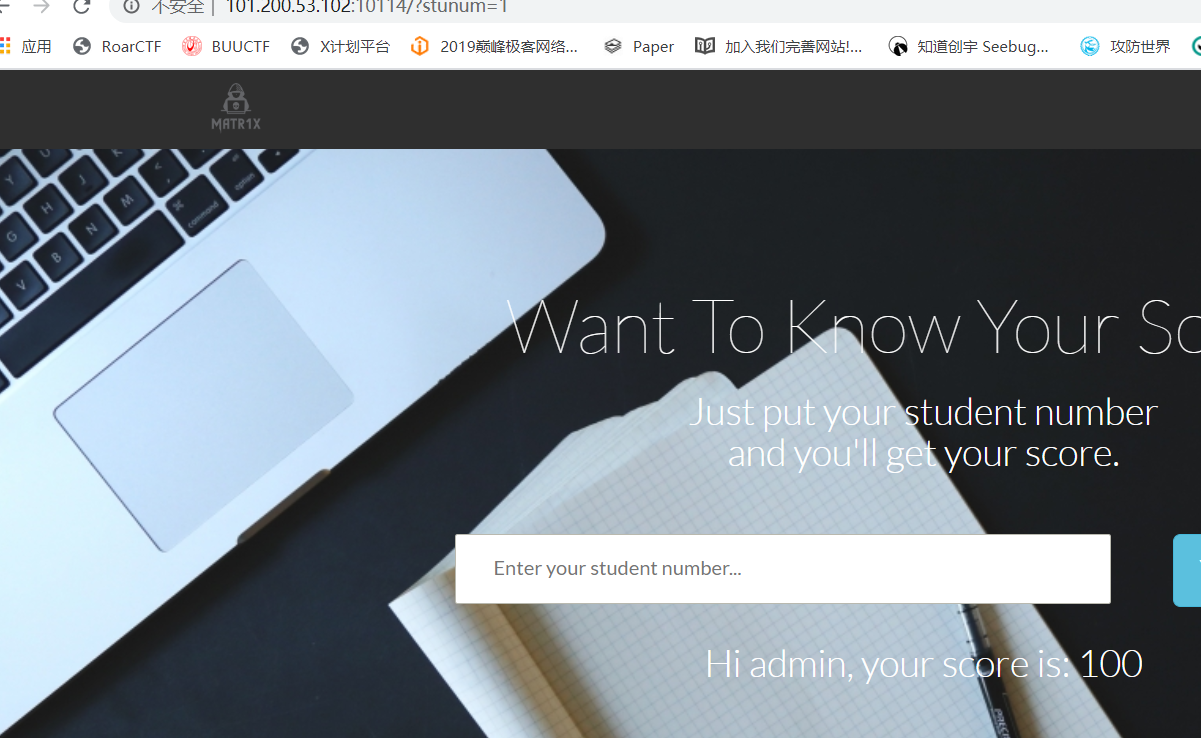 不安全 | 101.200.53.102:10114/?stunum=1
应用 RoarCTF BUUCTF X计划平台 2019巅峰极客网络... Paper 加入我们完善网站!... 知道创宇 Seebug... 攻防世界
MATR1X
Want To Know Your Sc
Just put your student number
and you'll get your score.
Enter your student number...
Hi admin, your score is: 100
Y U K
H J < option
G N M ⌘ command
V B